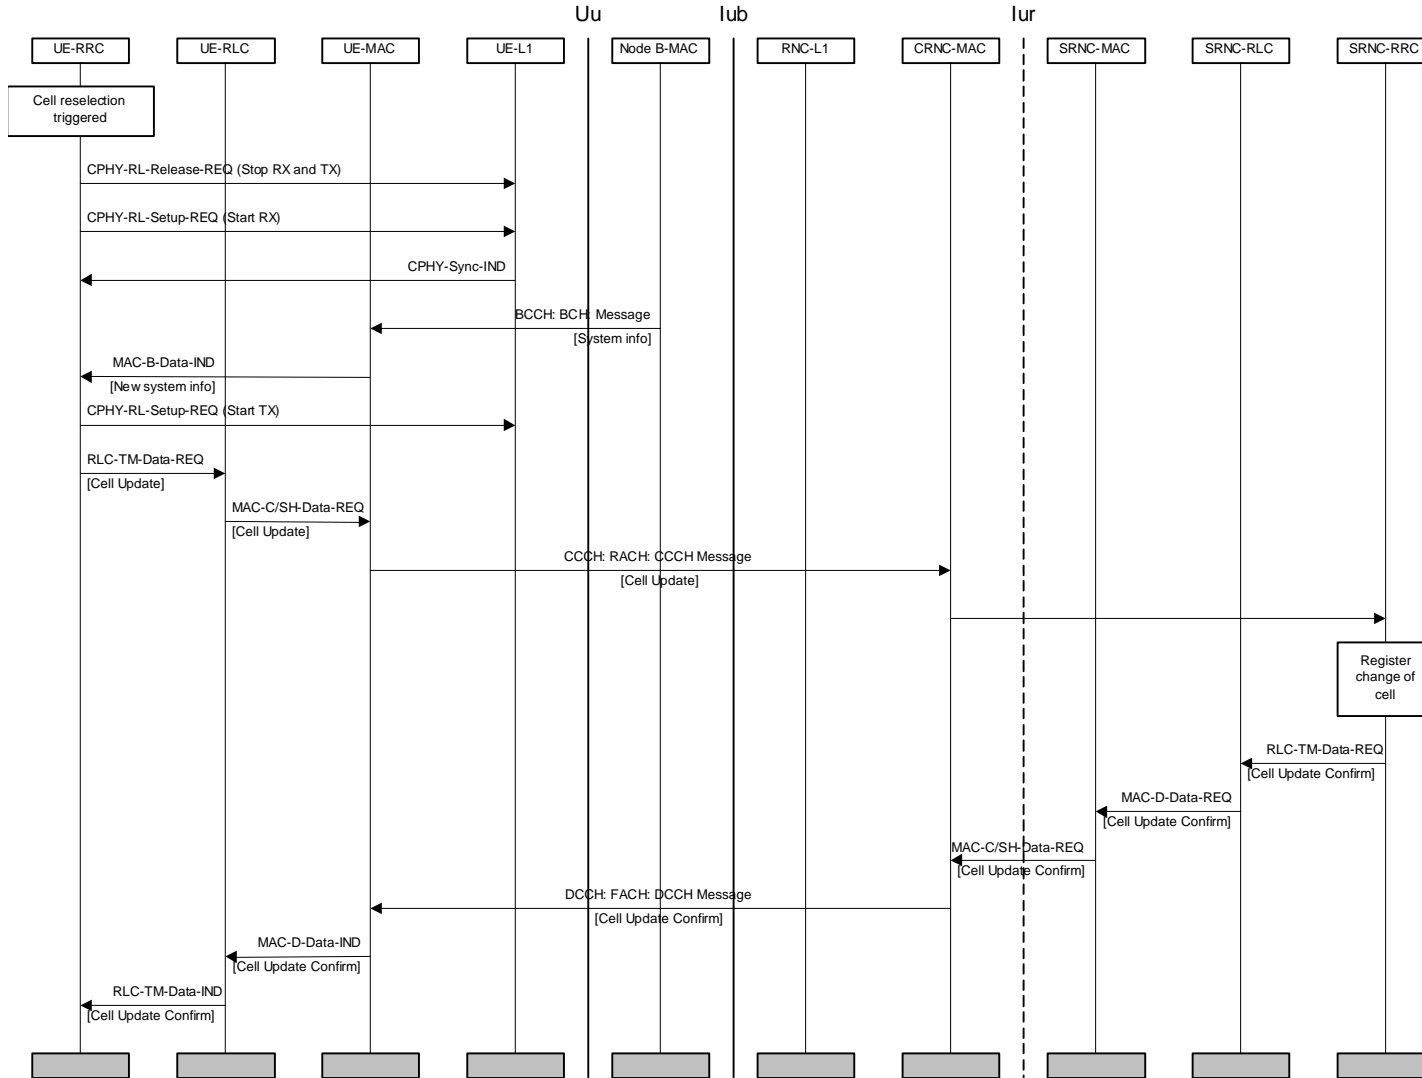 Uu Iub Iur
UE-RRC UE-RLC UE-MAC UE-L1 Node B-MAC RNC-L1 CRNC-MAC SRNC-MAC SRNC-RLC SRNC-RRC
Cell reselection
triggered
CPHY-RL-Release-REQ (Stop RX and TX)
CPHY-RL-Setup-REQ (Start RX)
CPHY-Sync-IND
BCCH: BCH: Message
[System info]
MAC-B-Data-IND
[New system info]
CPHY-RL-Setup-REQ (Start TX)
RLC-TM-Data-REQ
[Cell Update]
MAC-C/SH-Data-REQ
[Cell Update]
CCCH: RACH: CCCH Message
[Cell Update]
Register
change of
cell
RLC-TM-Data-REQ
[Cell Update Confirm]
MAC-D-Data-REQ
[Cell Update Confirm]
MAC-C/SH-Data-REQ
[Cell Update Confirm]
DCCH: FACH: DCCH Message
[Cell Update Confirm]
MAC-D-Data-IND
[Cell Update Confirm]
RLC-TM-Data-IND
[Cell Update Confirm]